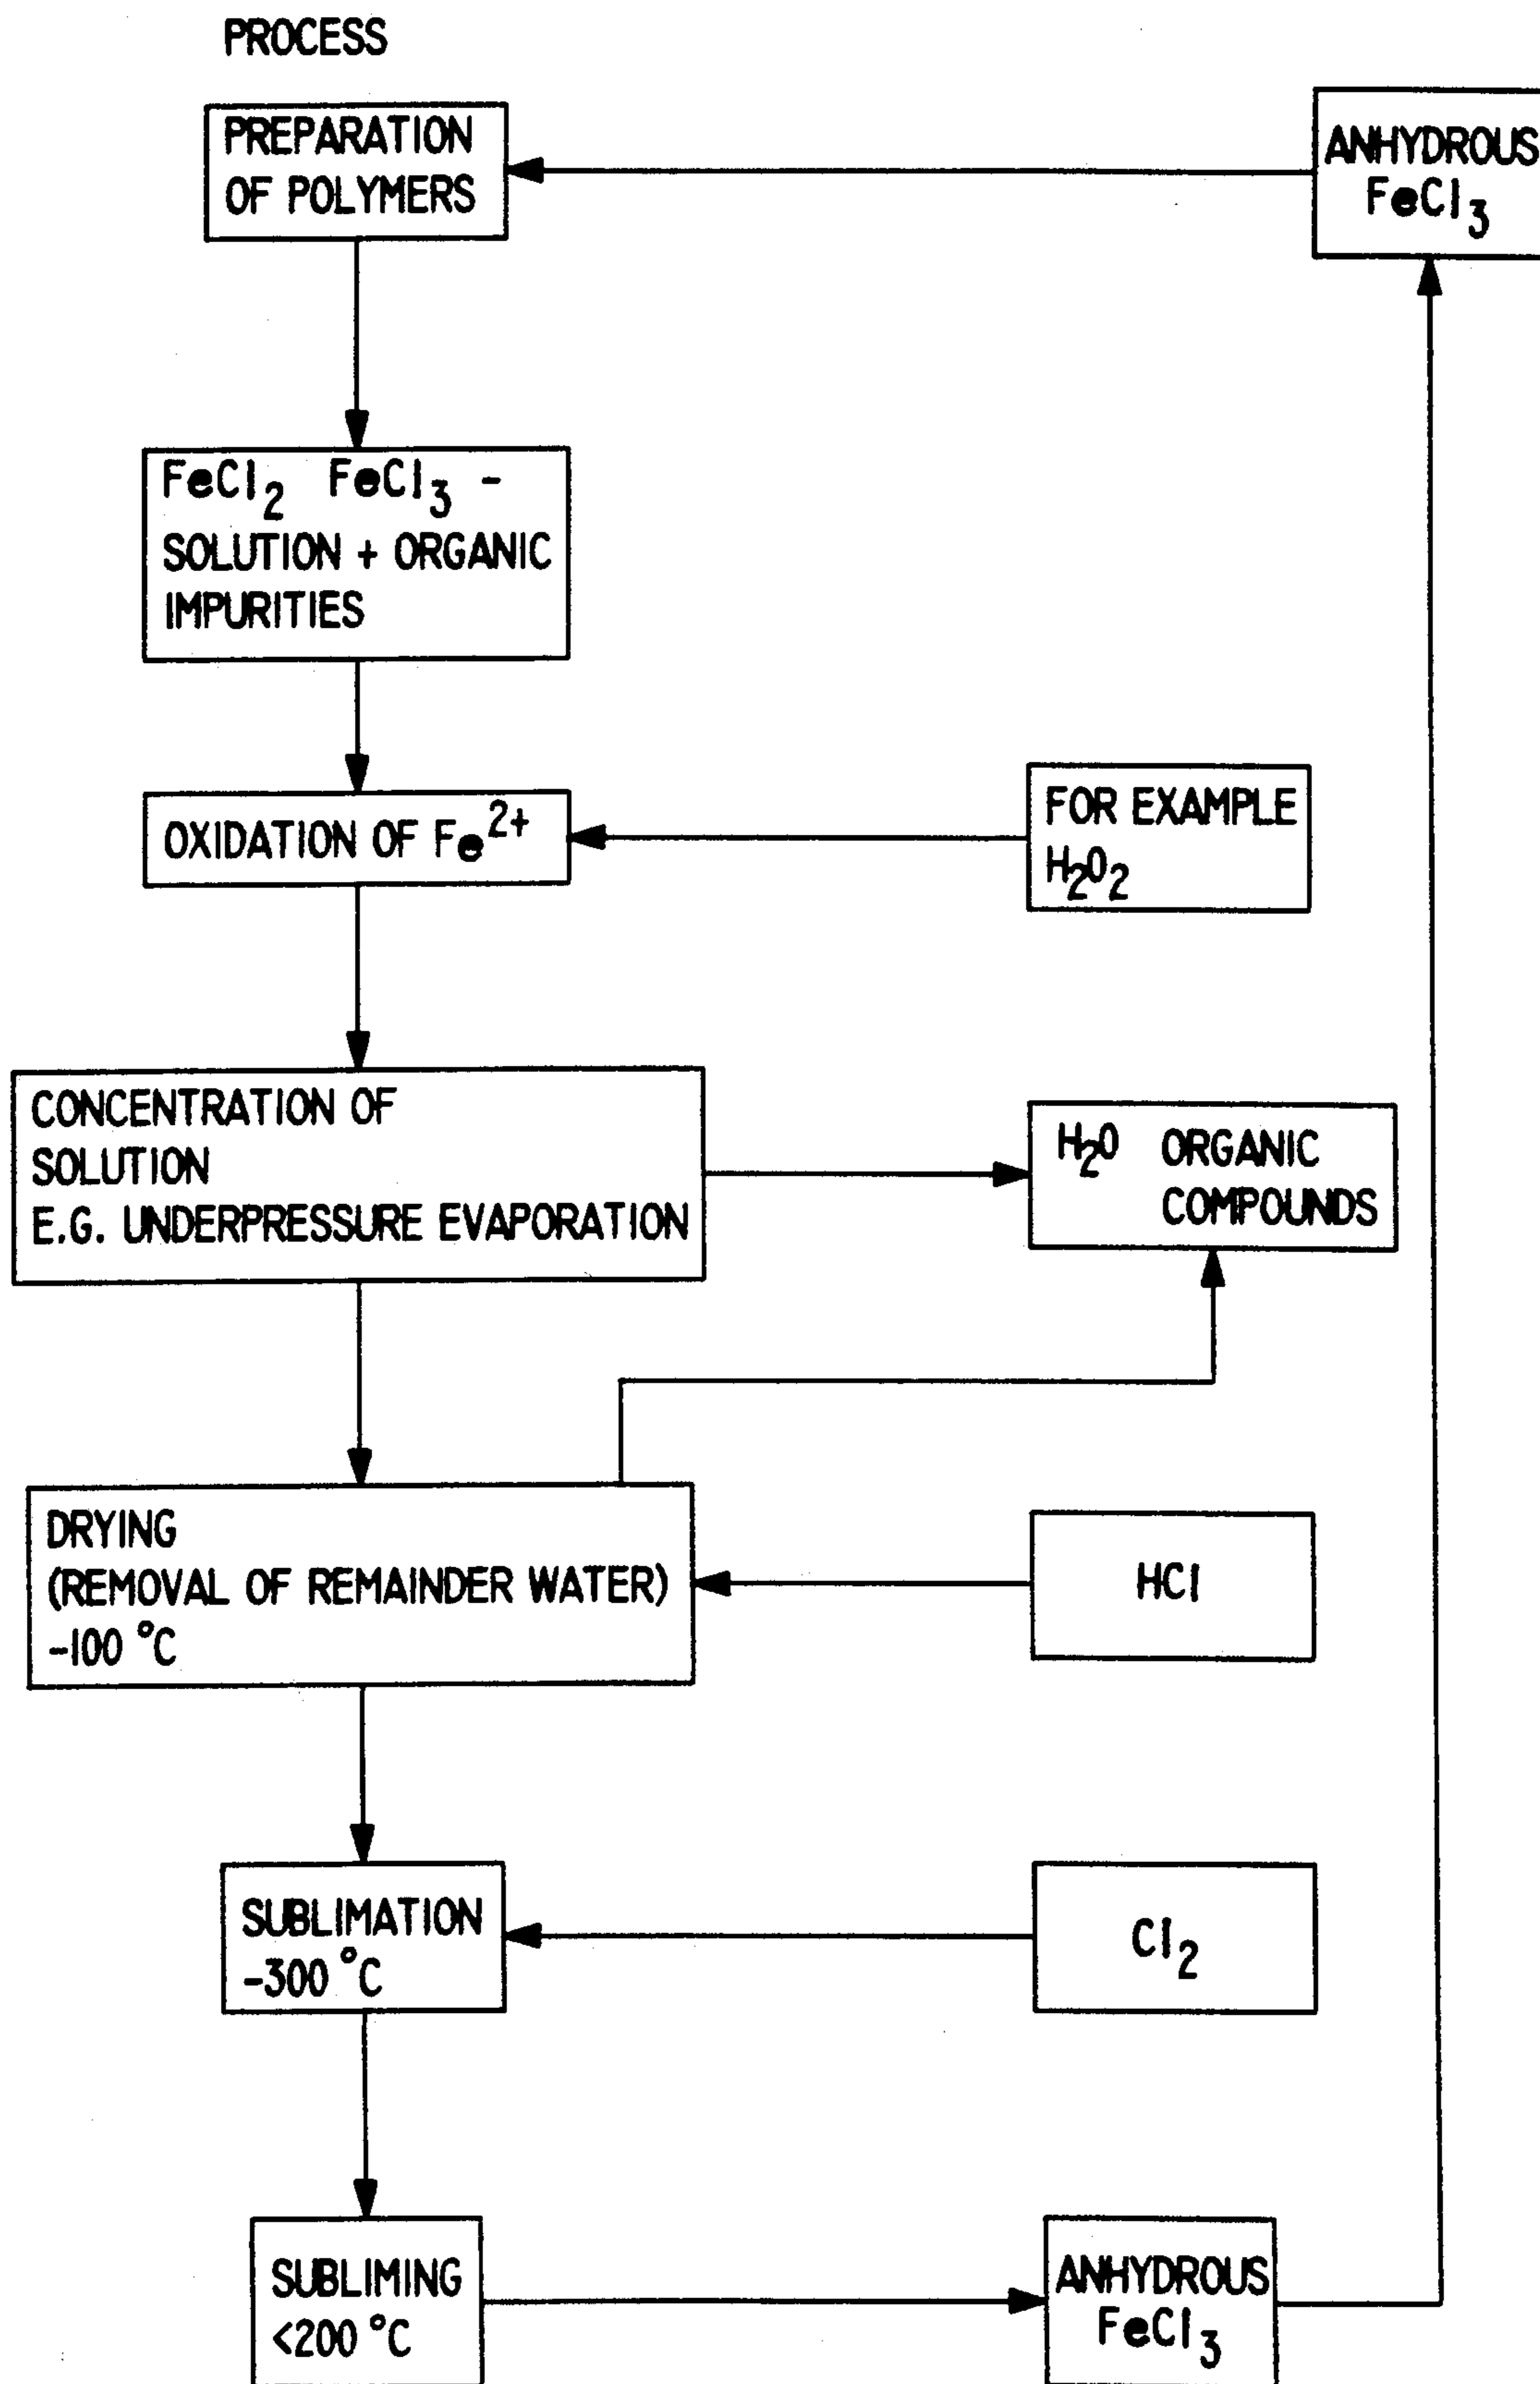 PROCESS
PREPARATION
OF POLYMERS
ANHYDROUS
FeCl3
FeCl2 FeCl3 -
SOLUTION + ORGANIC
IMPURITIES
OXIDATION OF Fe2+
FOR EXAMPLE
H2O2
CONCENTRATION OF
SOLUTION
E.G. UNDERPRESSURE EVAPORATION
H2O ORGANIC
COMPOUNDS
DRYING
(REMOVAL OF REMAINDER WATER)
-100 °C
HCl
SUBLIMATION
-300 °C
Cl2
SUBLIMING
<200 °C
ANHYDROUS
FeCl3